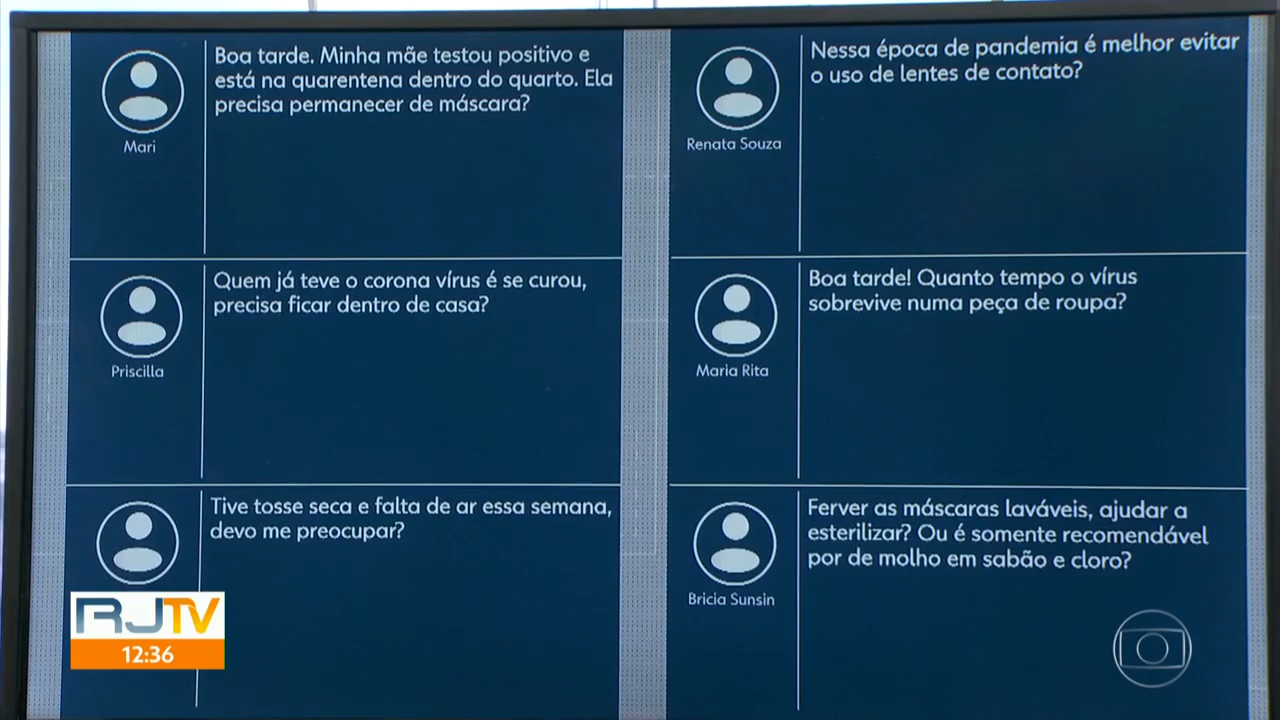 Boa tarde. Minha mãe testou positivo e
está na quarentena dentro do quarto. Ela
precisa permanecer de máscara?
Mari
Nessa época de pandemia é melhor evitar
o uso de lentes de contato?
Renata Souza
Quem já teve o corona vírus é se curou,
precisa ficar dentro de casa?
Priscilla
Boa tarde! Quanto tempo o vírus
sobrevive numa peça de roupa?
Maria Rita
Tive tosse seca e falta de ar essa semana,
devo me preocupar?
Ferver as máscaras laváveis, ajudar a
esterilizar? Ou é somente recomendável
por de molho em sabão e cloro?
Bricia Sunsin
RJTV
12:36